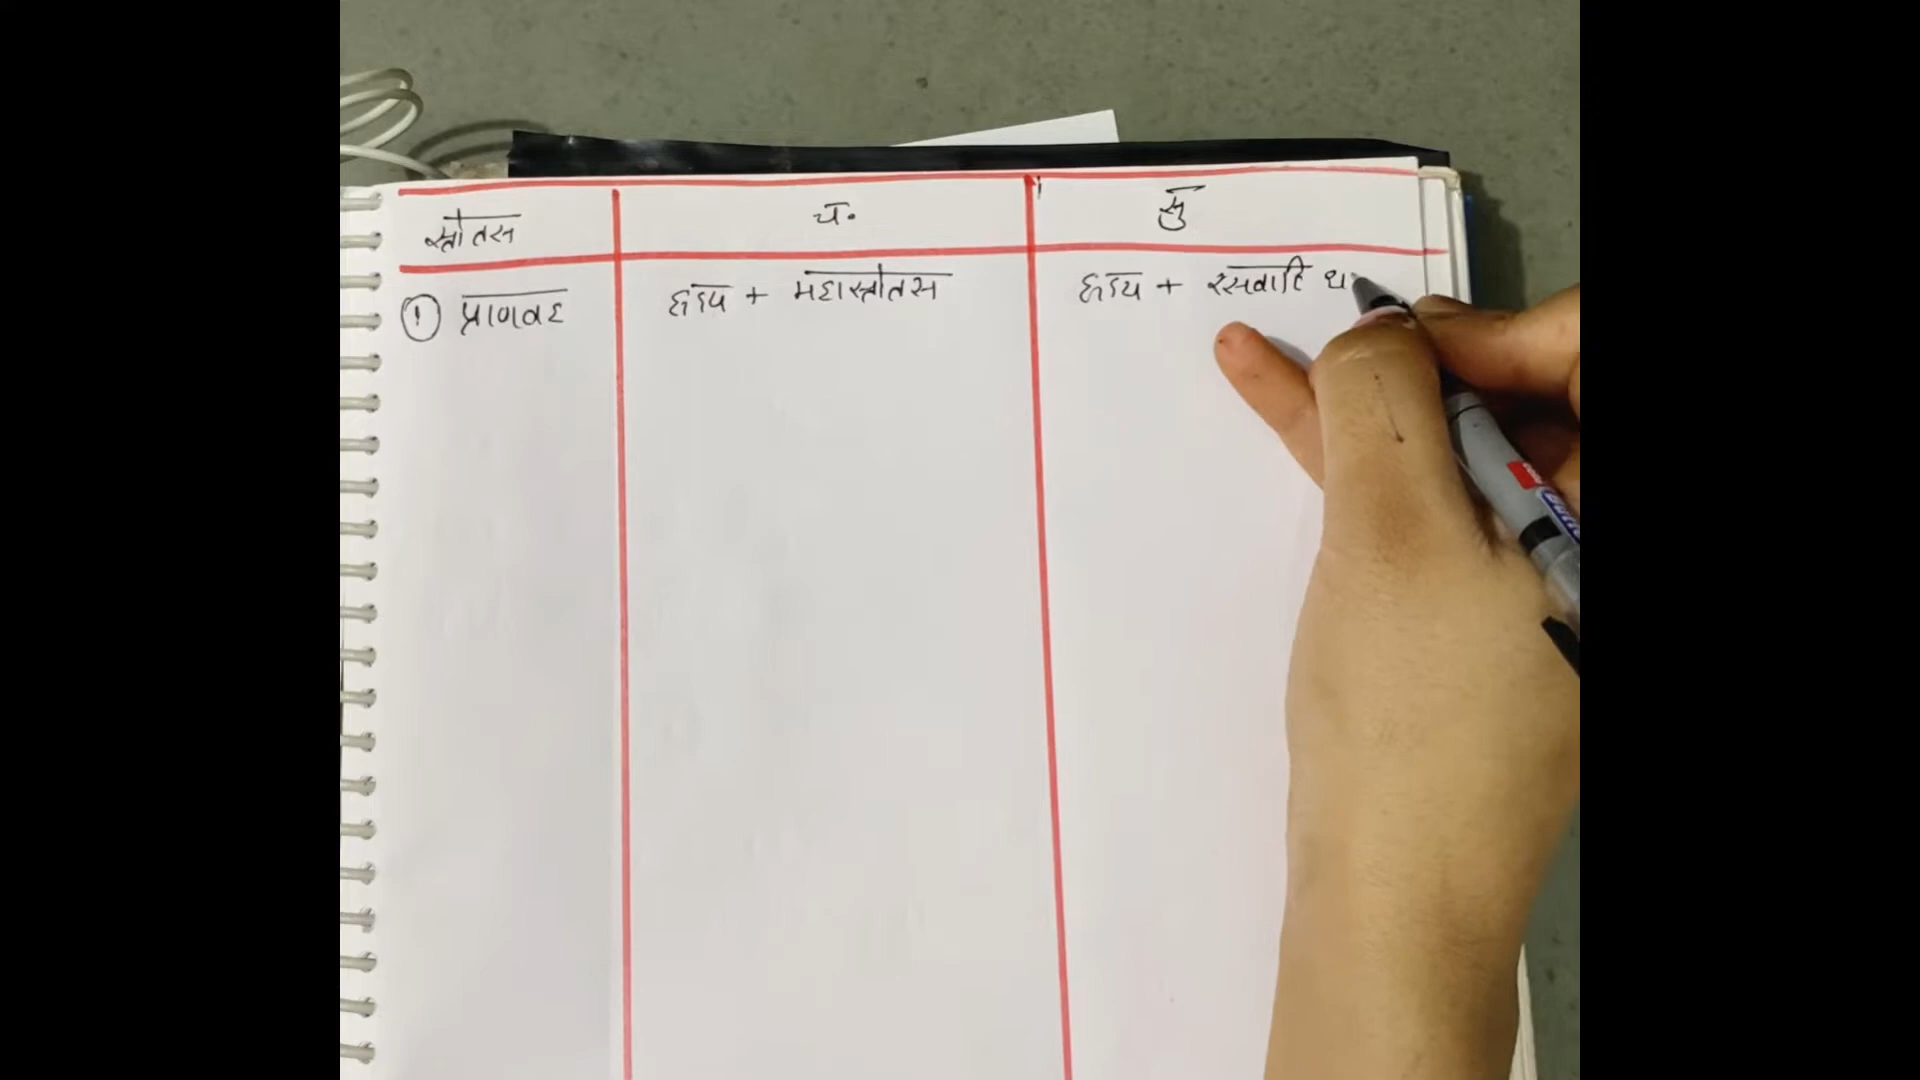 स्त्रोतस च. सु
① प्राणवह हृदय + महास्त्रोतस हृदय + रसवाहि ध